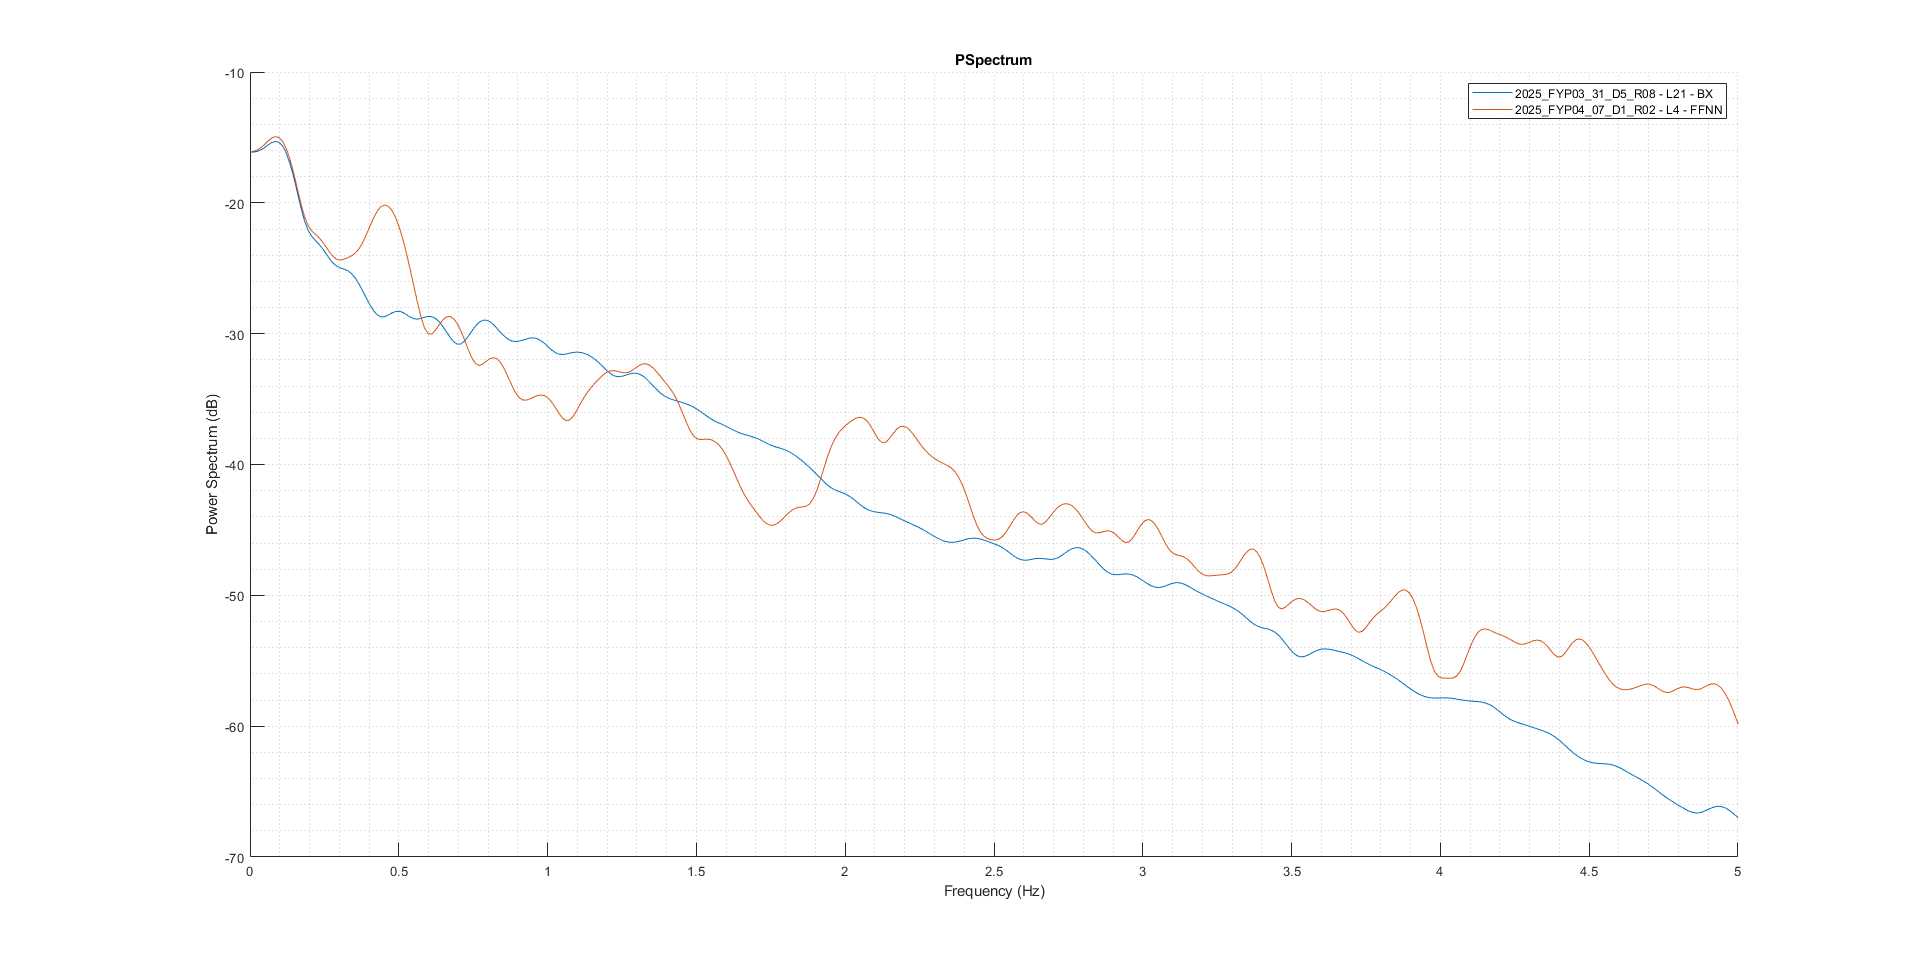 PSpectrum
2025_FYP03_31_D5_R08 - L21 - BX
2025_FYP04_07_D1_R02 - L4 - FFNN
-10
-20
-30
-40
-50
-60
-70
Power Spectrum (dB)
0 0.5 1 1.5 2 2.5 3 3.5 4 4.5 5
Frequency (Hz)